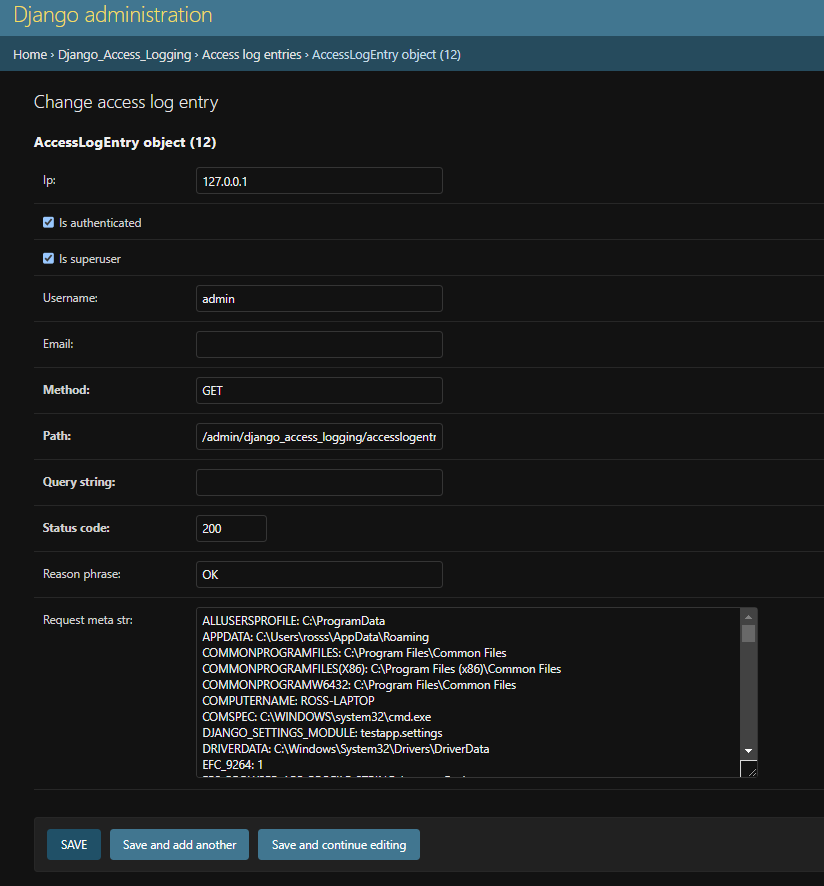 Django administration
Home › Django_Access_Logging › Access log entries › AccessLogEntry object (12)
Change access log entry
AccessLogEntry object (12)
Ip:
127.0.0.1
Is authenticated
Is superuser
Username:
admin
Email:
Method:
GET
Path:
/admin/django_access_logging/accesslogentr
Query string:
Status code:
200
Reason phrase:
OK
Request meta str:
ALLUSERSPROFILE: C:\ProgramData
APPDATA: C:\Users\rosss\AppData\Roaming
COMMONPROGRAMFILES: C:\Program Files\Common Files
COMMONPROGRAMFILES(X86): C:\Program Files (x86)\Common Files
COMMONPROGRAMW6432: C:\Program Files\Common Files
COMPUTERNAME: ROSS-LAPTOP
COMSPEC: C:\WINDOWS\system32\cmd.exe
DJANGO_SETTINGS_MODULE: testapp.settings
DRIVERDATA: C:\Windows\System32\Drivers\DriverData
EFC_9264: 1
SAVE
Save and add another
Save and continue editing